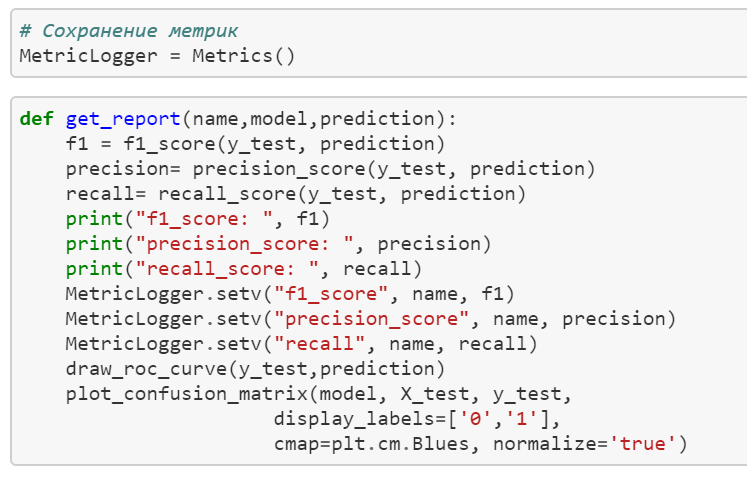 # Сохранение метрик
MetricLogger = Metrics()
def get_report(name,model,prediction):
    f1 = f1_score(y_test, prediction)
    precision= precision_score(y_test, prediction)
    recall= recall_score(y_test, prediction)
    print("f1_score: ", f1)
    print("precision_score: ", precision)
    print("recall_score: ", recall)
    MetricLogger.setv("f1_score", name, f1)
    MetricLogger.setv("precision_score", name, precision)
    MetricLogger.setv("recall", name, recall)
    draw_roc_curve(y_test,prediction)
    plot_confusion_matrix(model, X_test, y_test,
                      display_labels=['0','1'],
                      cmap=plt.cm.Blues, normalize='true')